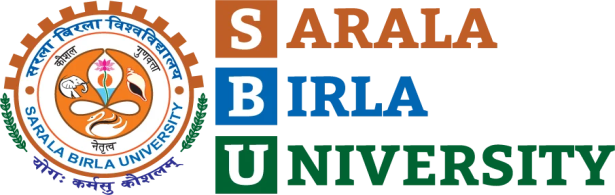 सरला-बिरला विश्वविद्यालय
कौशल
गुणवत्ता
नेतृत्व
SARALA BIRLA UNIVERSITY
योगः कर्मसु कौशलम्
SARALA
BIRLA
UNIVERSITY